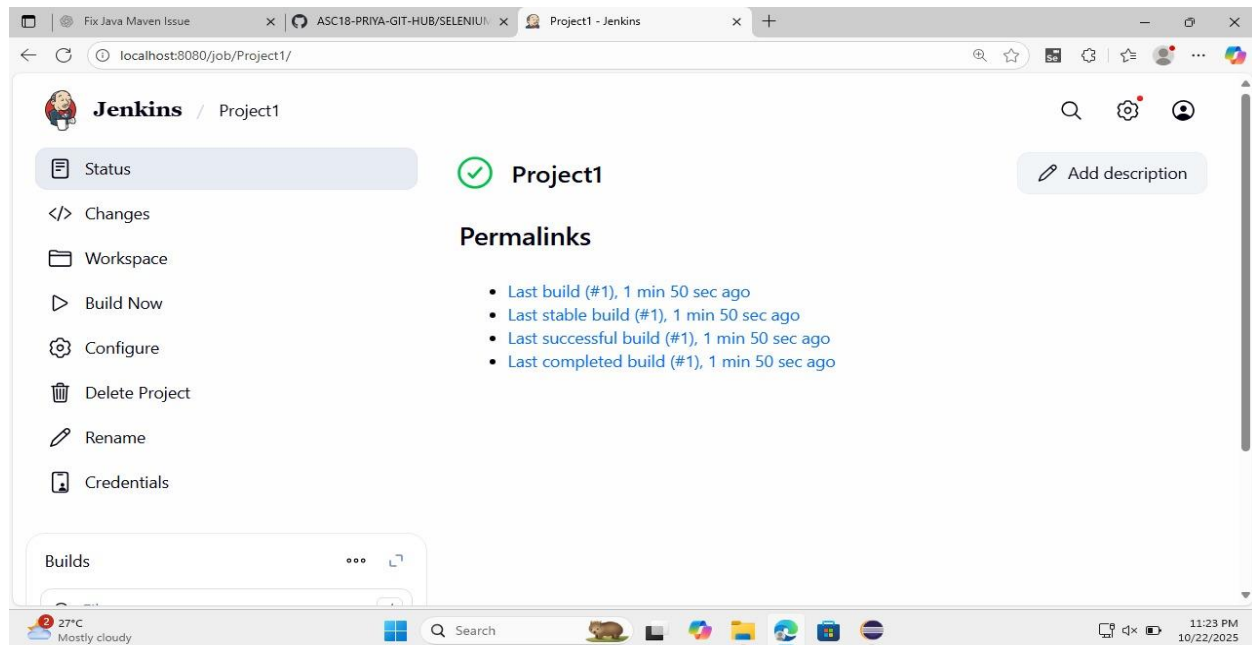 Fix Java Maven Issue
ASC18-PRIYA-GIT-HUB/SELENIUM
Project1 - Jenkins
localhost:8080/job/Project1/
Jenkins / Project1
Status
Changes
Workspace
Build Now
Configure
Delete Project
Rename
Credentials
Builds
Project1
Add description
Permalinks
Last build (#1), 1 min 50 sec ago
Last stable build (#1), 1 min 50 sec ago
Last successful build (#1), 1 min 50 sec ago
Last completed build (#1), 1 min 50 sec ago
2
27°C
Mostly cloudy
Search
11:23 PM
10/22/2025